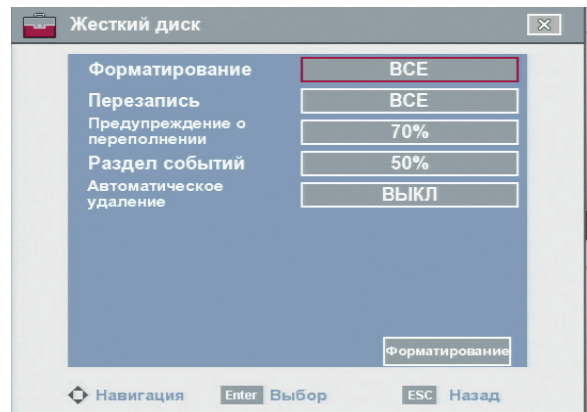 Жесткий диск
Форматирование ВСЕ
Перезапись ВСЕ
Предупреждение о
переполнении 70%
Раздел событий 50%
Автоматическое
удаление ВЫКЛ
Форматирование
Навигация Enter Выбор ESC Назад